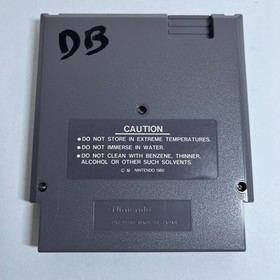 DB
CAUTION
● DO NOT STORE IN EXTREME TEMPERATURES.
● DO NOT IMMERSE IN WATER.
● DO NOT CLEAN WITH BENZENE, THINNER,
ALCOHOL OR OTHER SUCH SOLVENTS.
NINTENDO 1985
Nintendo